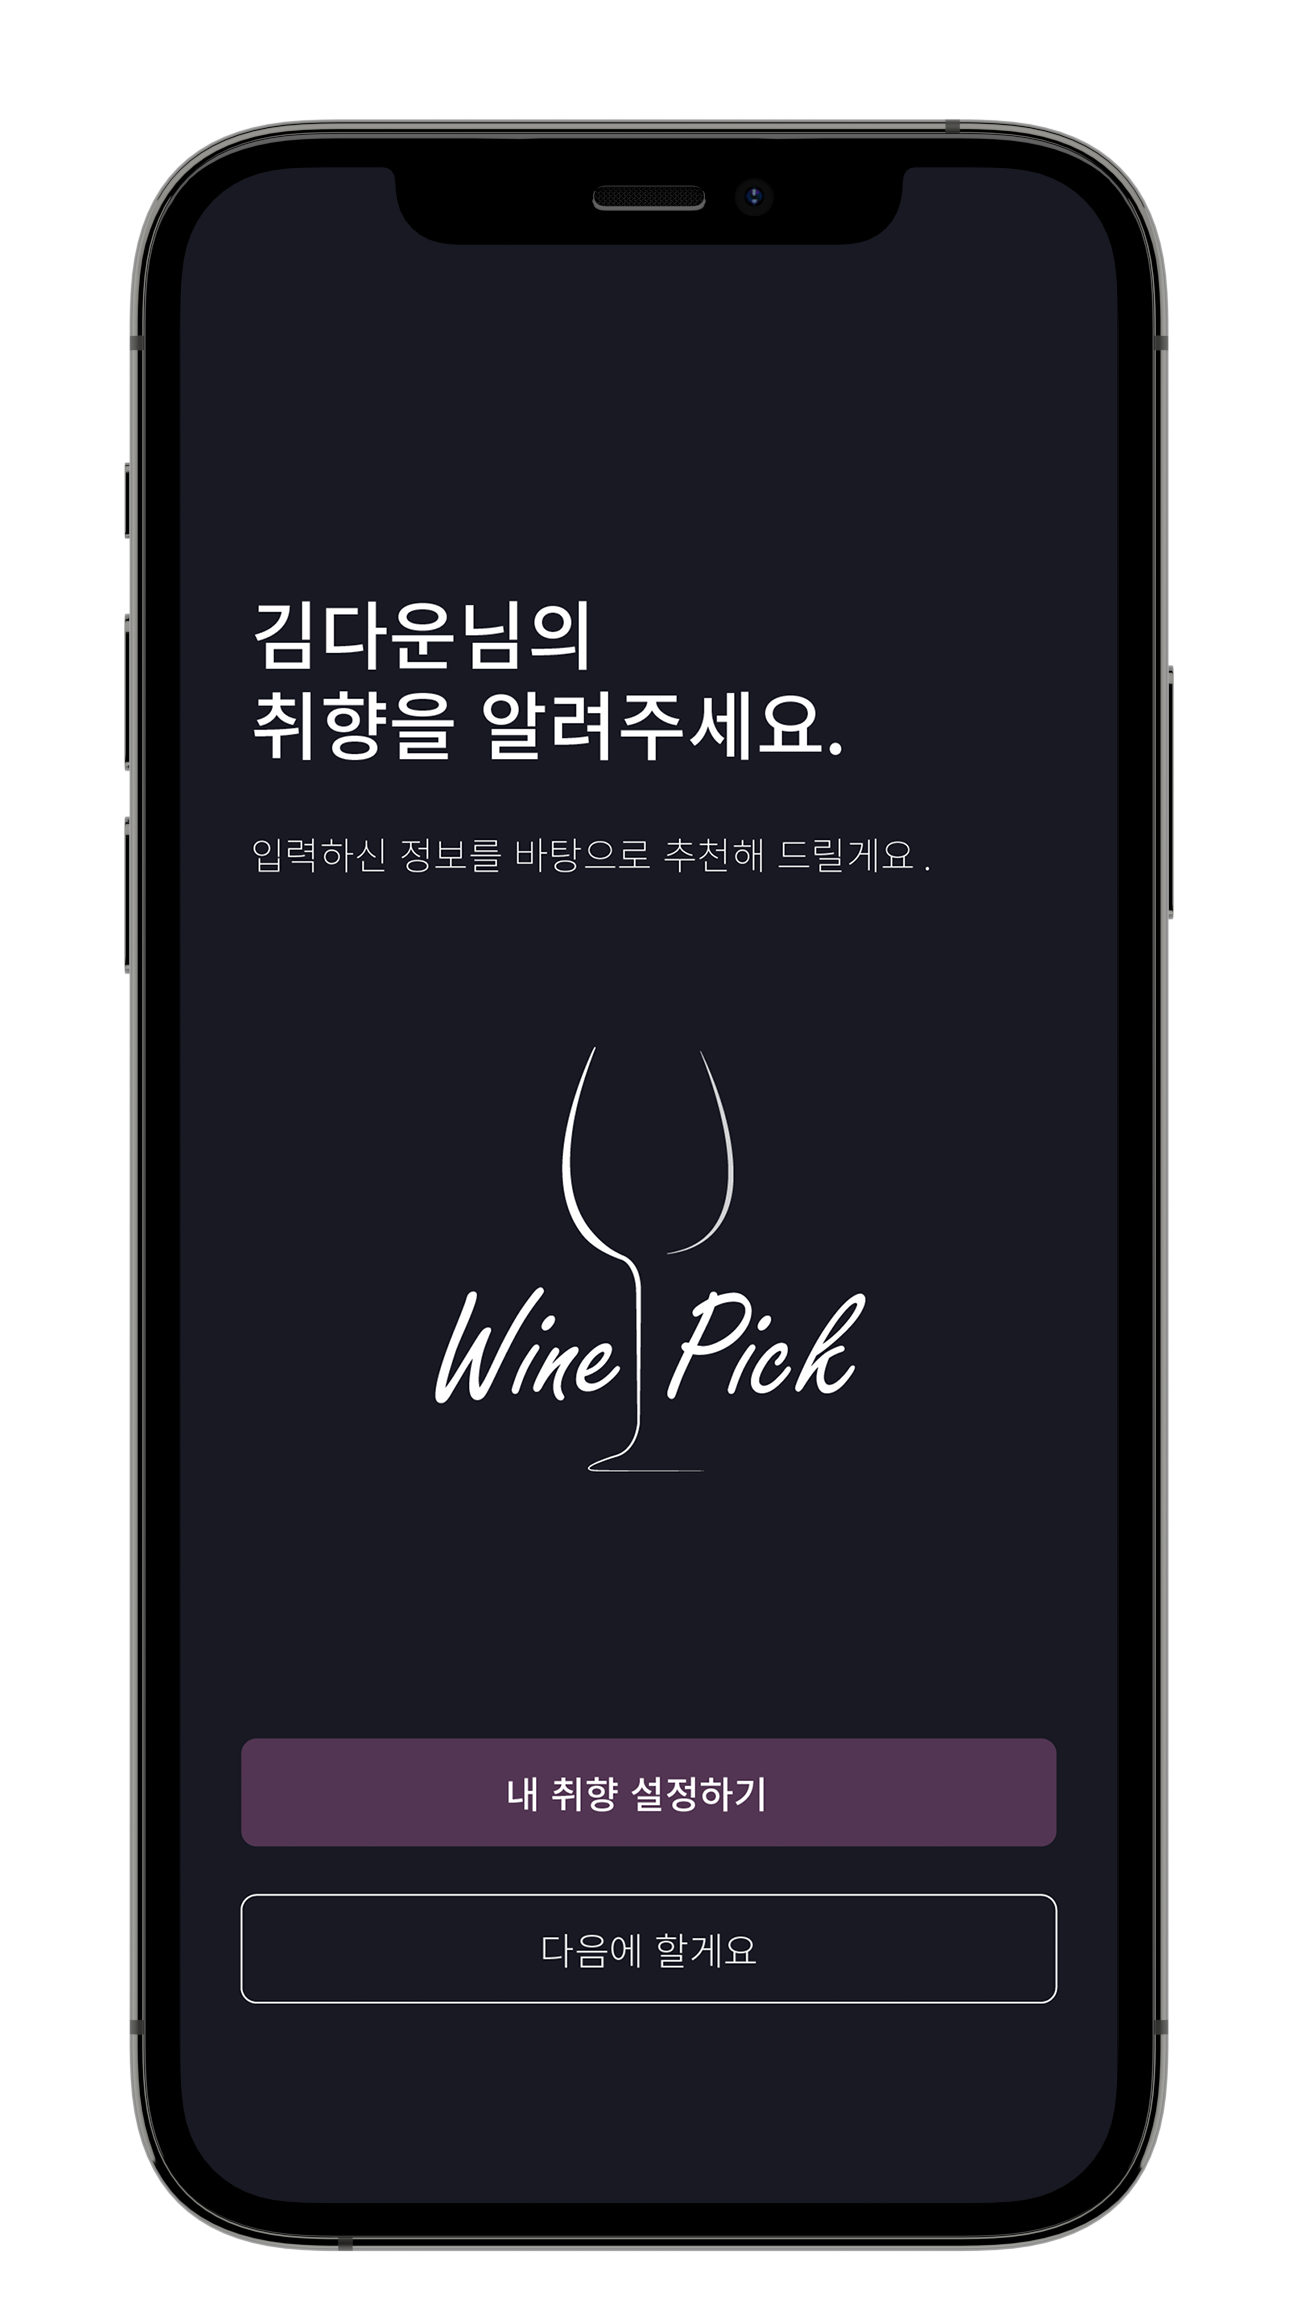 김다운님의
취향을 알려주세요.
입력하신 정보를 바탕으로 추천해 드릴게요 .
Wine Pick
내 취향 설정하기
다음에 할게요